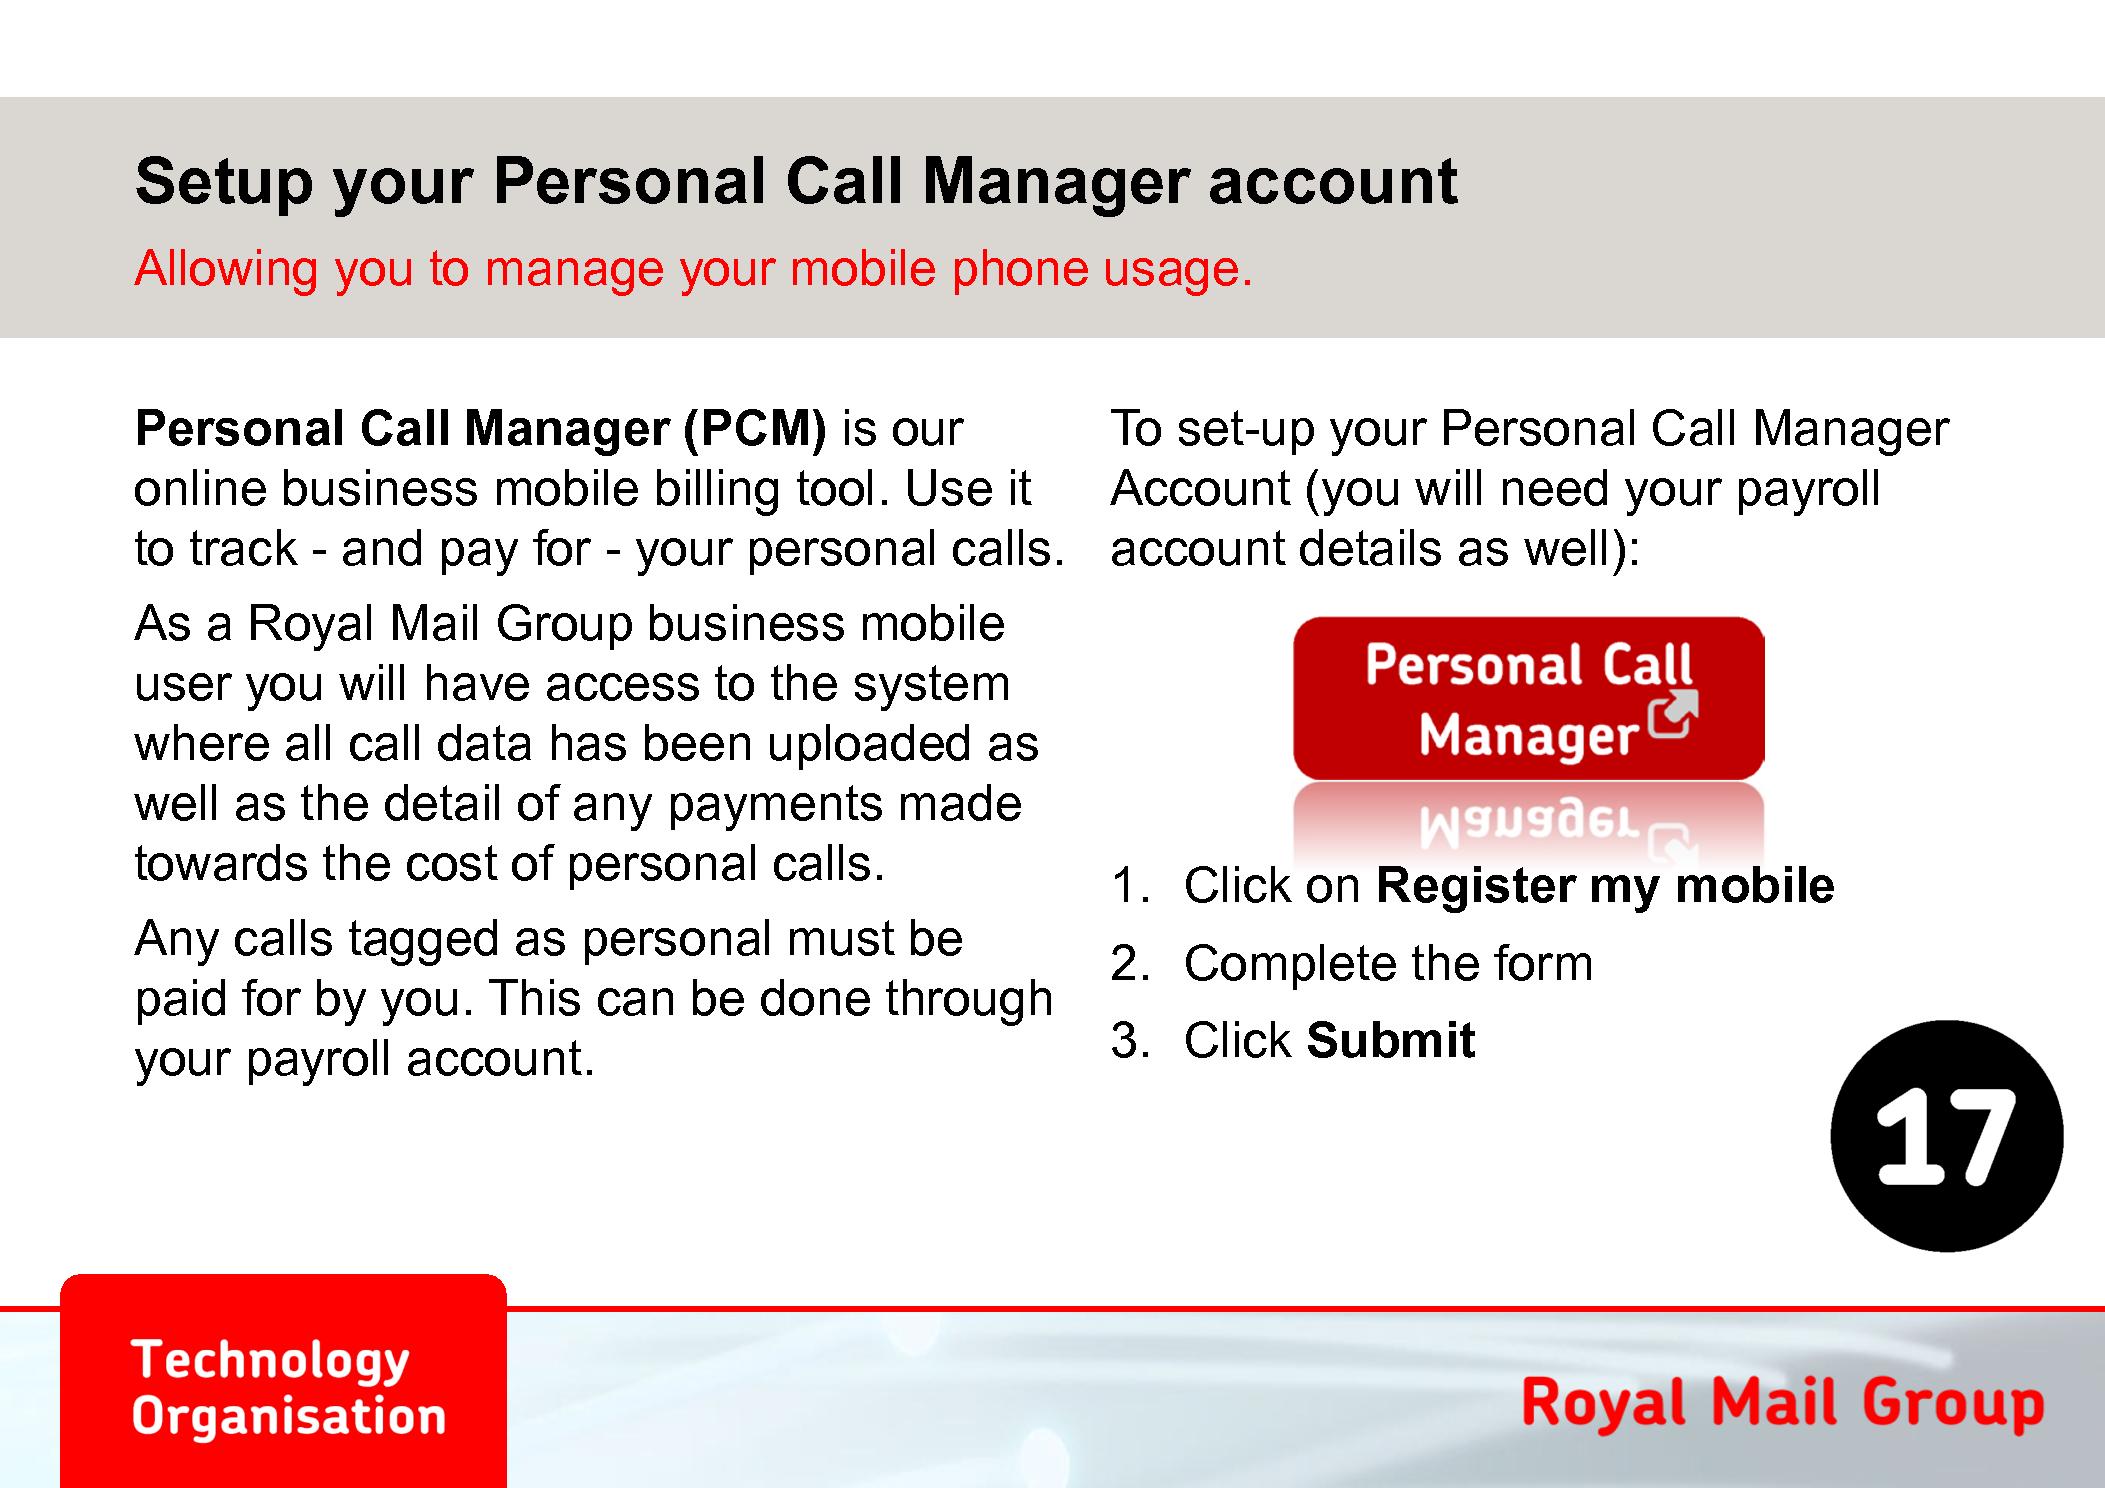 Setup your Personal Call Manager account
Allowing you to manage your mobile phone usage.
Personal Call Manager (PCM) is our
online business mobile billing tool. Use it
to track - and pay for - your personal calls.
As a Royal Mail Group business mobile
user you will have access to the system
where all call data has been uploaded as
well as the detail of any payments made
towards the cost of personal calls.
Any calls tagged as personal must be
paid for by you. This can be done through
your payroll account.
To set-up your Personal Call Manager
Account (you will need your payroll
account details as well):
Personal Call
Manager
1. Click on Register my mobile
2. Complete the form
3. Click Submit
17
Technology
Organisation
Royal Mail Group